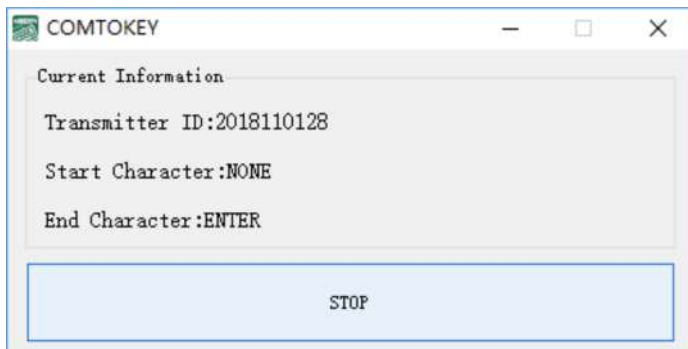 COMTOKEY
Current Information
Transmitter ID:2018110128
Start Character:NONE
End Character:ENTER
STOP